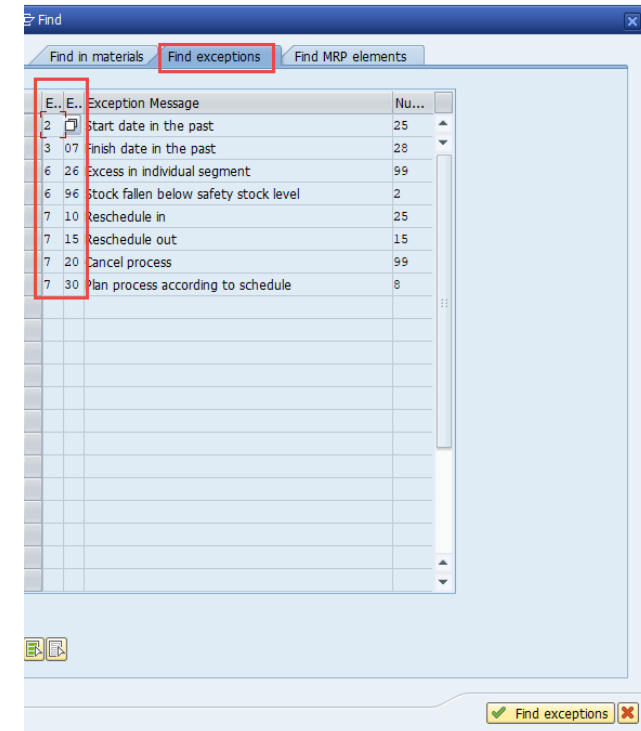 Find
Find in materials Find exceptions Find MRP elements
E.. E.. Exception Message Nu...
2 Start date in the past 25
3 07 Finish date in the past 28
6 26 Excess in individual segment 99
6 96 Stock fallen below safety stock level 2
7 10 Reschedule in 25
7 15 Reschedule out 15
7 20 Cancel process 99
7 30 Plan process according to schedule 8
Find exceptions